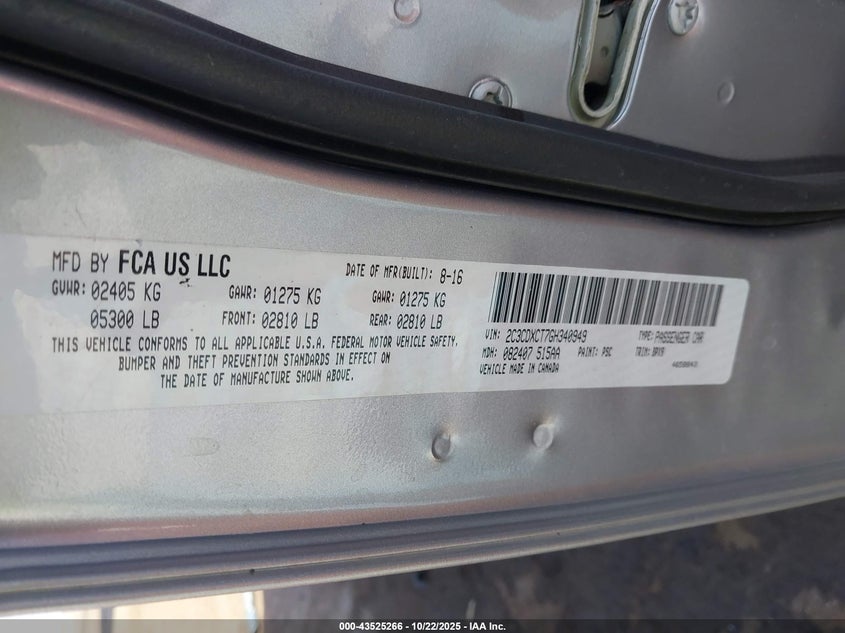 MFD BY FCA US LLC
DATE OF MFR(BUILT): 8-16
GVWR: 02405 KG GAWR: 01275 KG GAWR: 01275 KG
05300 LB FRONT: 02810 LB REAR: 02810 LB
THIS VEHICLE CONFORMS TO ALL APPLICABLE U.S.A. FEDERAL MOTOR VEHICLE SAFETY,
BUMPER AND THEFT PREVENTION STANDARDS IN EFFECT ON
THE DATE OF MANUFACTURE SHOWN ABOVE.
VIN: 2C3CDXCT7GH340949 TYPE: PASSENGER CAR
MDH: 082407 515AA PAINT: PSC TRIM:
VEHICLE MADE IN CANADA
000-43525266 - 10/22/2025 - IAA Inc.